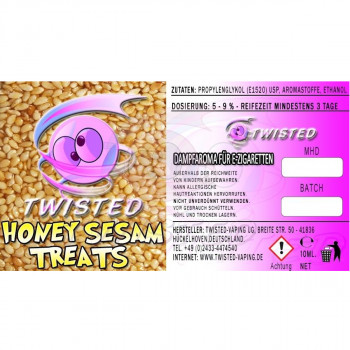 TWISTED
HONEY SESAM
TREATS
ZUTATEN: PROPYLENGLYKOL (E1520) USP, AROMASTOFFE, ETHANOL
DOSIERUNG: 5 - 9 % - REIFEZEIT MINDESTENS 3 TAGE
TWISTED
DAMPFAROMA FÜR E-ZIGARETTEN
AUßERHALB DER REICHWEITE
VON KINDERN AUFBEWAHREN
KANN ALLERGISCHE
HAUTREAKTIONEN HERVORRUFEN.
NICHT UNVERDÜNNT VERWENDEN
VOR GEBRAUCH SCHÜTTELN
KÜHL UND TROCKEN LAGERN
MHD
BATCH
HERSTELLER: TWISTED-VAPING LG, BREITE STR. 50 - 41836
HÜCKELHOVEN,DEUTSCHLAND.
TEL. +49 (0)2433-4474540
INTERNET: WWW.TWISTED-VAPING.DE
Achtung
10ML.
NET